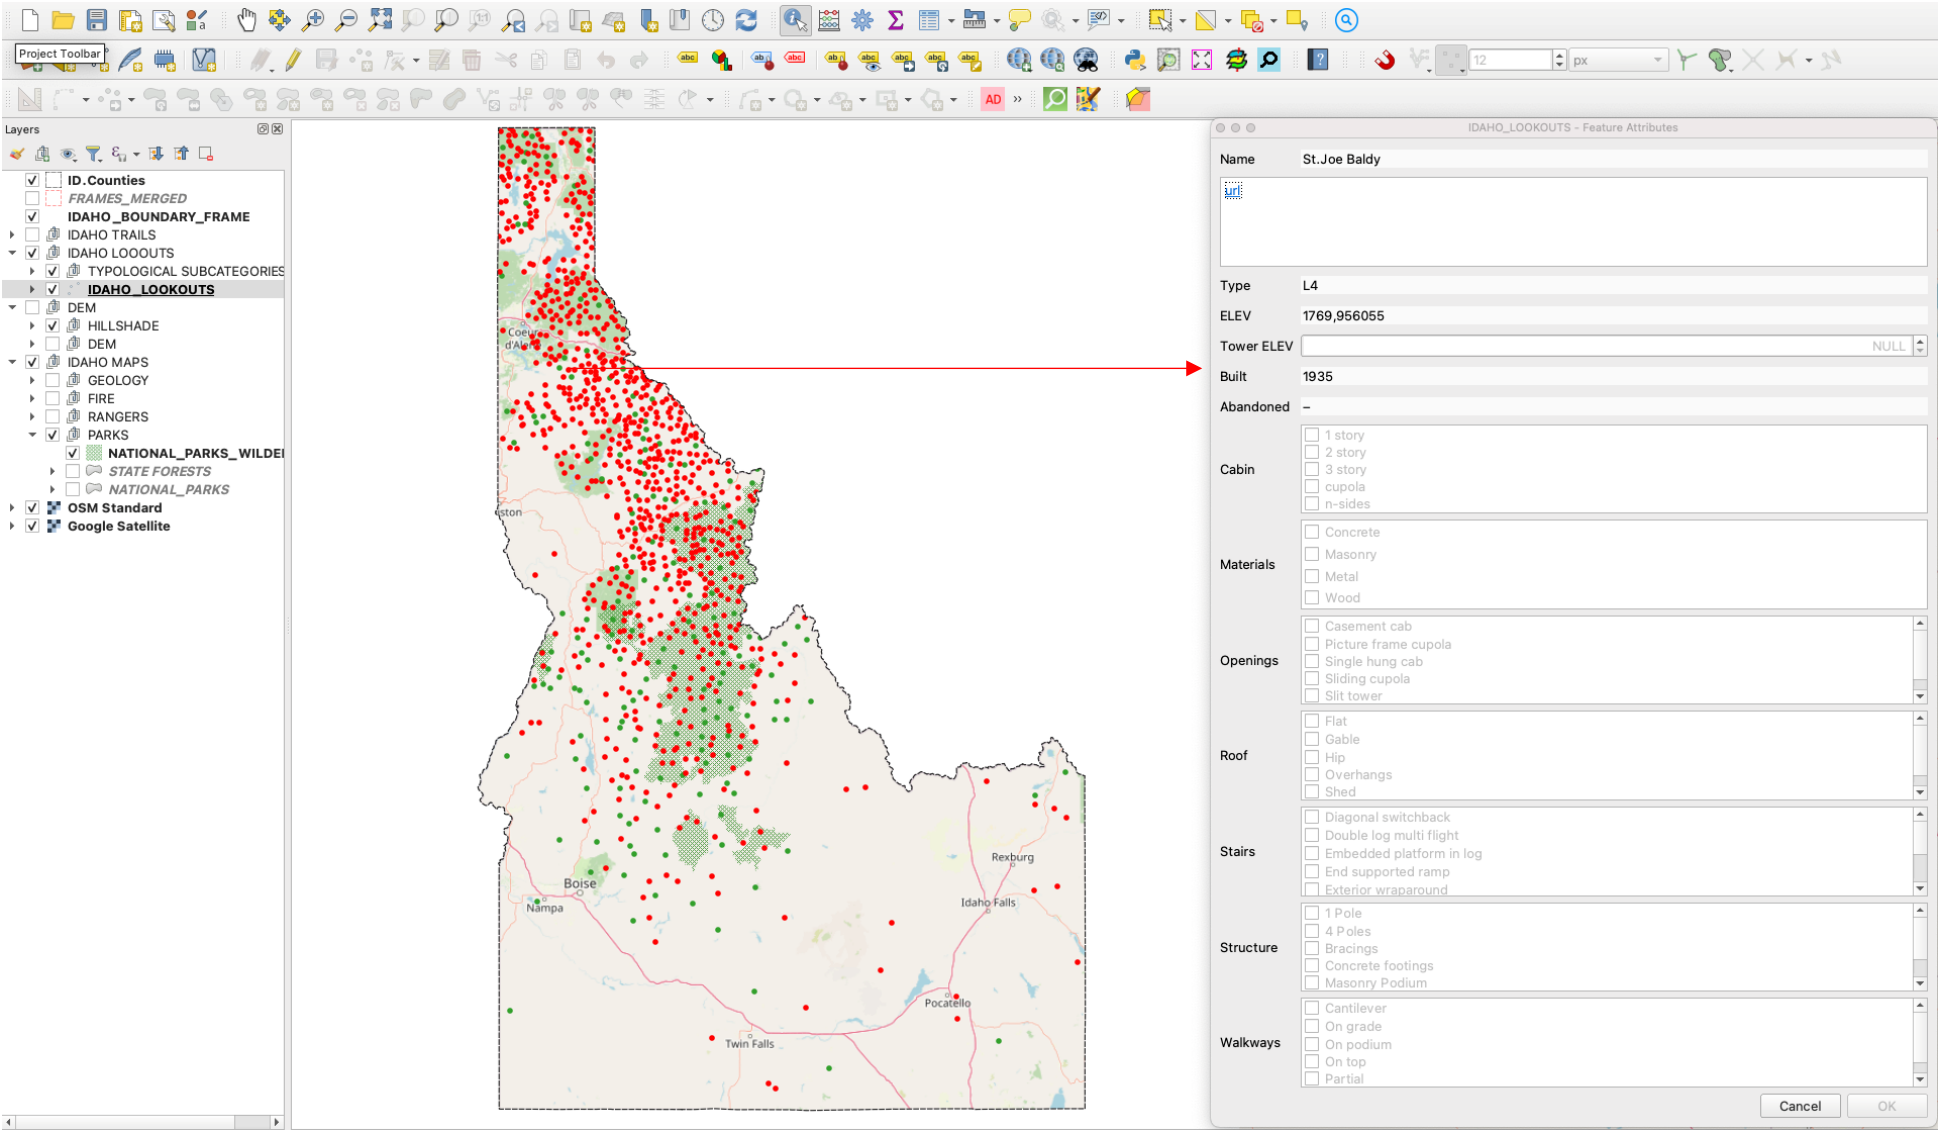 Project Toolbar
12
px
AD
Layers
ID.Counties
FRAMES_MERGED
IDAHO_BOUNDARY_FRAME
IDAHO TRAILS
IDAHO LOOOUTS
TYPOLOGICAL SUBCATEGORIES
IDAHO_LOOKOUTS
DEM
HILLSHADE
DEM
IDAHO MAPS
GEOLOGY
FIRE
RANGERS
PARKS
NATIONAL_PARKS_WILDE
STATE FORESTS
NATIONAL_PARKS
OSM Standard
Google Satellite
Coeur
d'Alene
ston
Boise
Nampa
Rexburg
Idaho Falls
Pocatello
Twin Falls
IDAHO_LOOKOUTS – Feature Attributes
Name St.Joe Baldy
url
Type L4
ELEV 1769,956055
Tower ELEV NULL
Built 1935
Abandoned –
Cabin
1 story
2 story
3 story
cupola
n-sides
Materials
Concrete
Masonry
Metal
Wood
Openings
Casement cab
Picture frame cupola
Single hung cab
Sliding cupola
Slit tower
Roof
Flat
Gable
Hip
Overhangs
Shed
Stairs
Diagonal switchback
Double log multi flight
Embedded platform in log
End supported ramp
Exterior wraparound
Structure
1 Pole
4 Poles
Bracings
Concrete footings
Masonry Podium
Walkways
Cantilever
On grade
On podium
On top
Partial
Cancel
OK